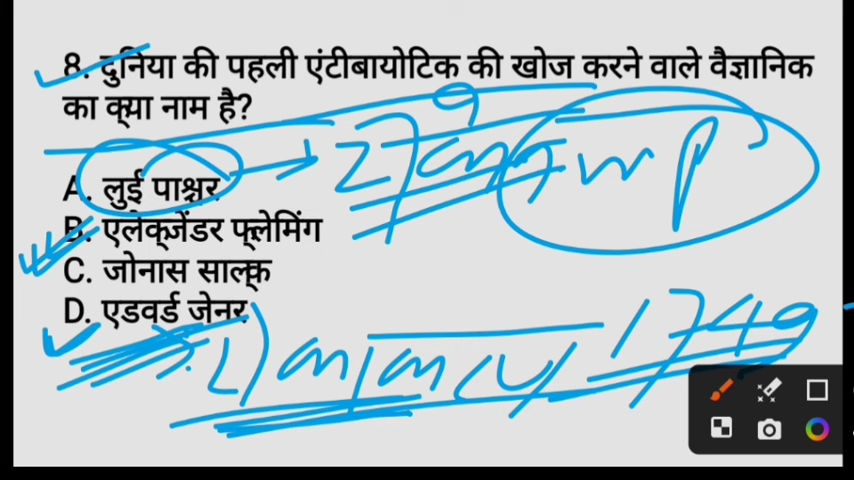 8. दुनिया की पहली एंटीबायोटिक की खोज करने वाले वैज्ञानिक
का क्या नाम है?
A. लुई पाश्चर
B. एलेक्जेंडर फ्लेमिंग
C. जोनास साल्क
D. एडवर्ड जेनर
1749